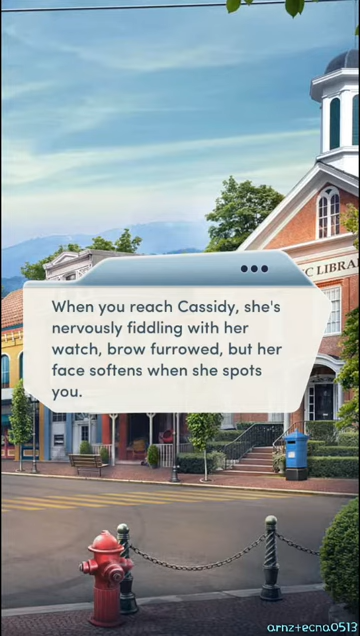 C LIBRA
When you reach Cassidy, she's
nervously fiddling with her
watch, brow furrowed, but her
face softens when she spots
you.
arnz+ecna0513